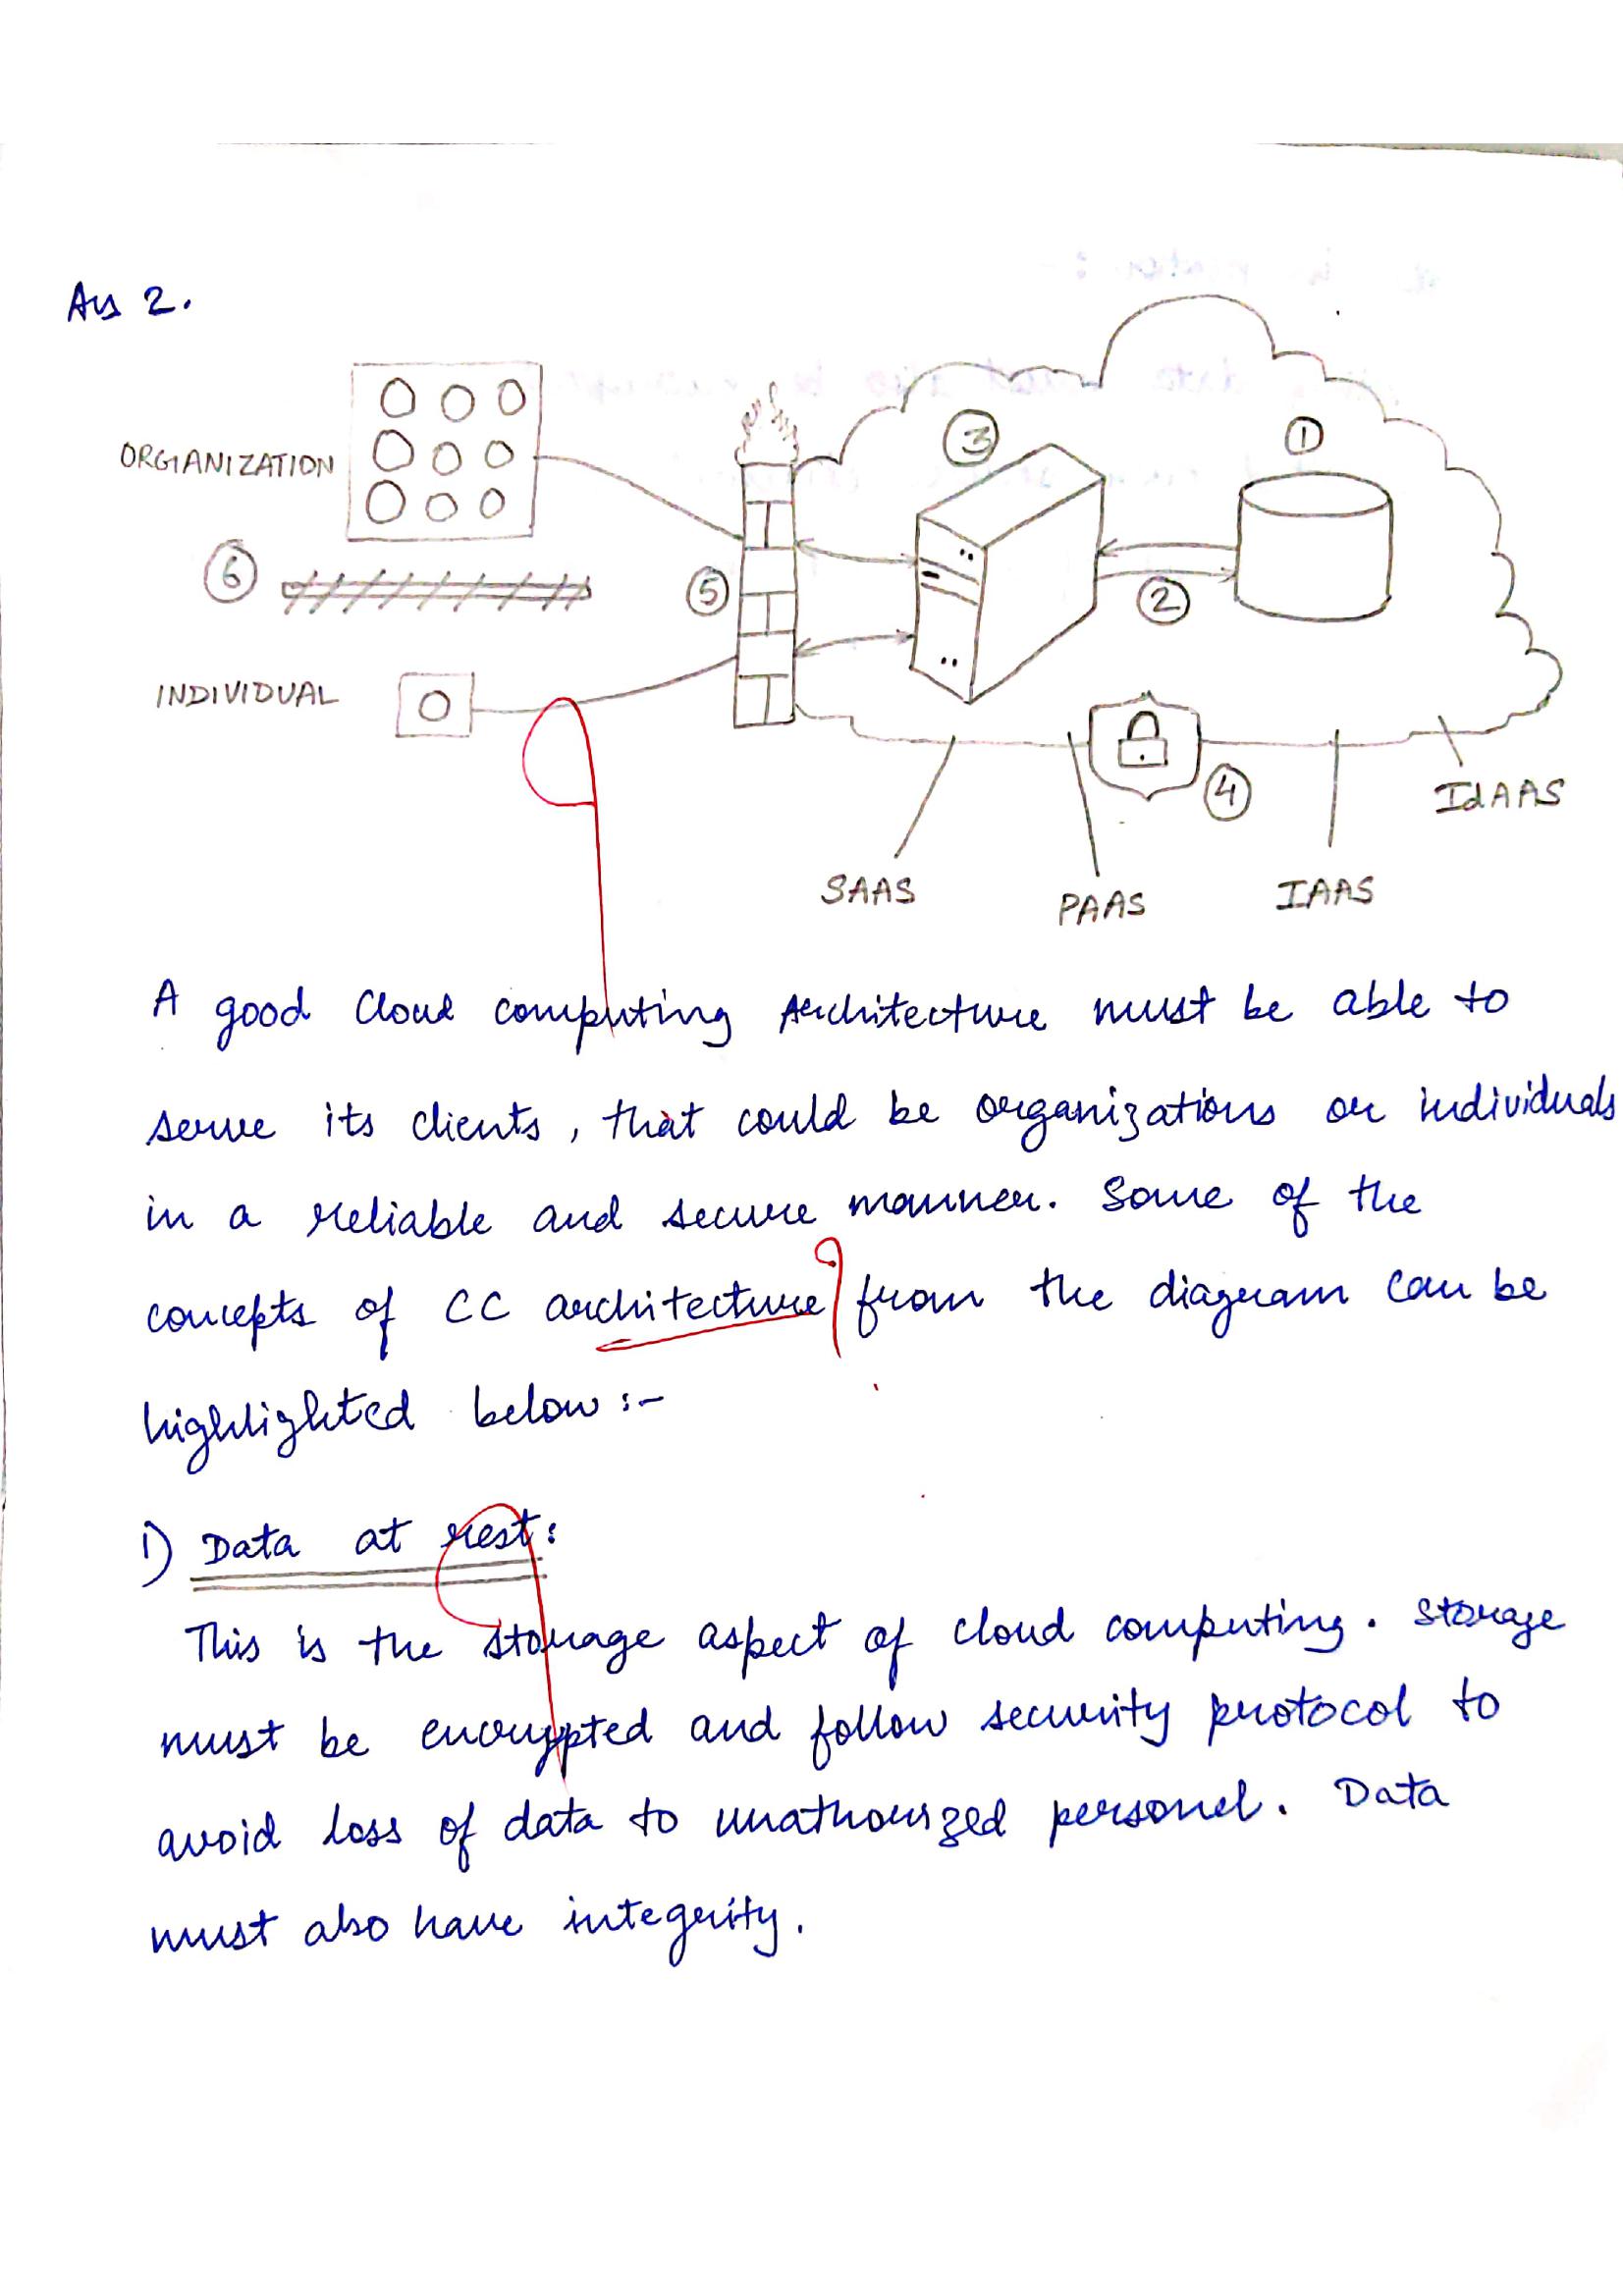 Ans 2.
ORGANIZATION
③
①
⑥
⑤
②
INDIVIDUAL
④
IdAAS
SAAS
PAAS
IAAS
A good Cloud computing Architecture must be able to
serve its clients, that could be organizations or individuals
in a reliable and secure manner. Some of the
concepts of CC architecture from the diagram can be
highlighted below :-
1) Data at rest:
This is the storage aspect of cloud computing. Storage
must be encrypted and follow security protocol to
avoid loss of data to unathourized personel. Data
must also have integrity.